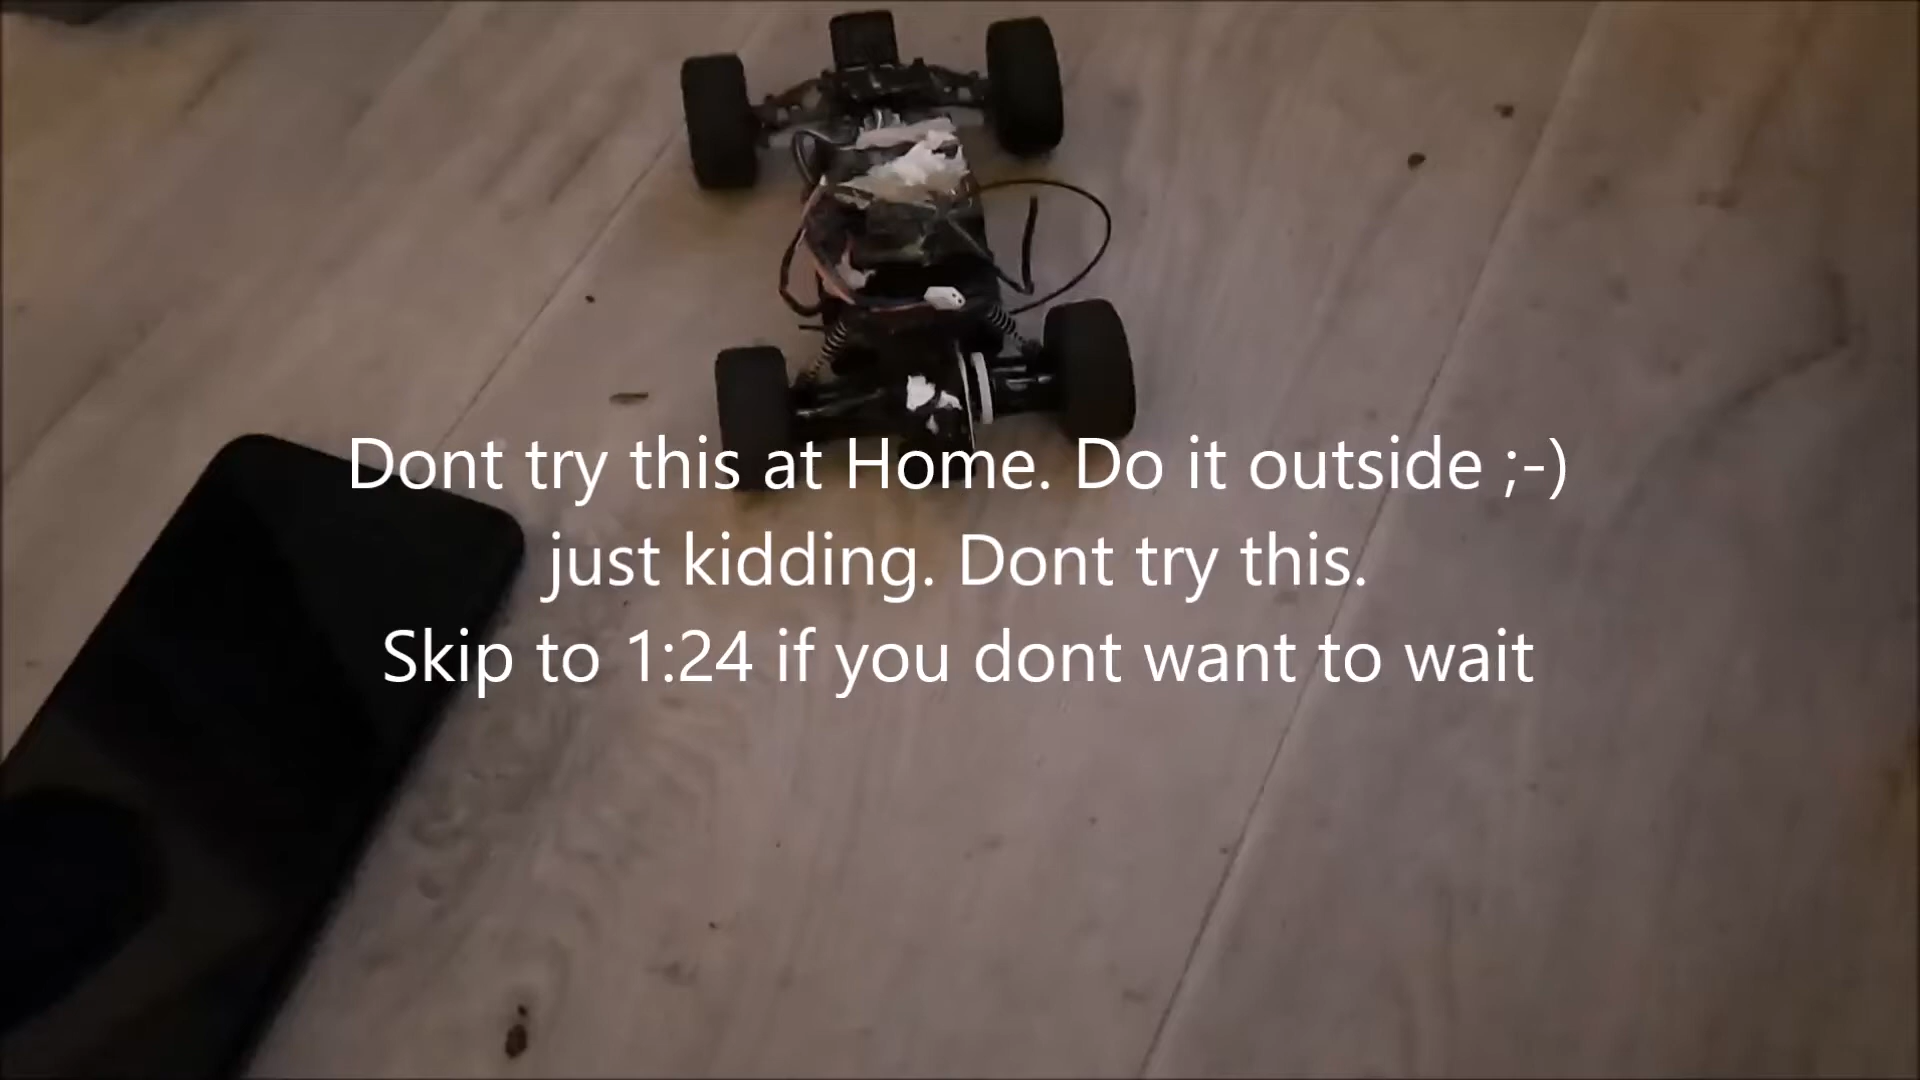 Dont try this at Home. Do it outside ;-)
just kidding. Dont try this.
Skip to 1:24 if you dont want to wait